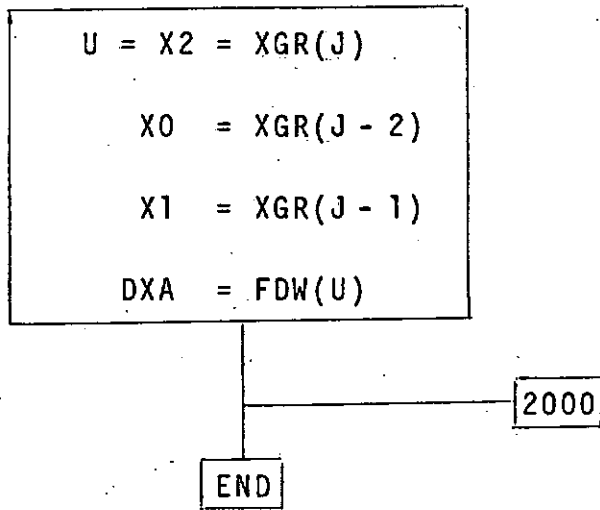 U = X2 = XGR(J)
X0 = XGR(J - 2)
X1 = XGR(J - 1)
DXA = FDW(U)
2000
END